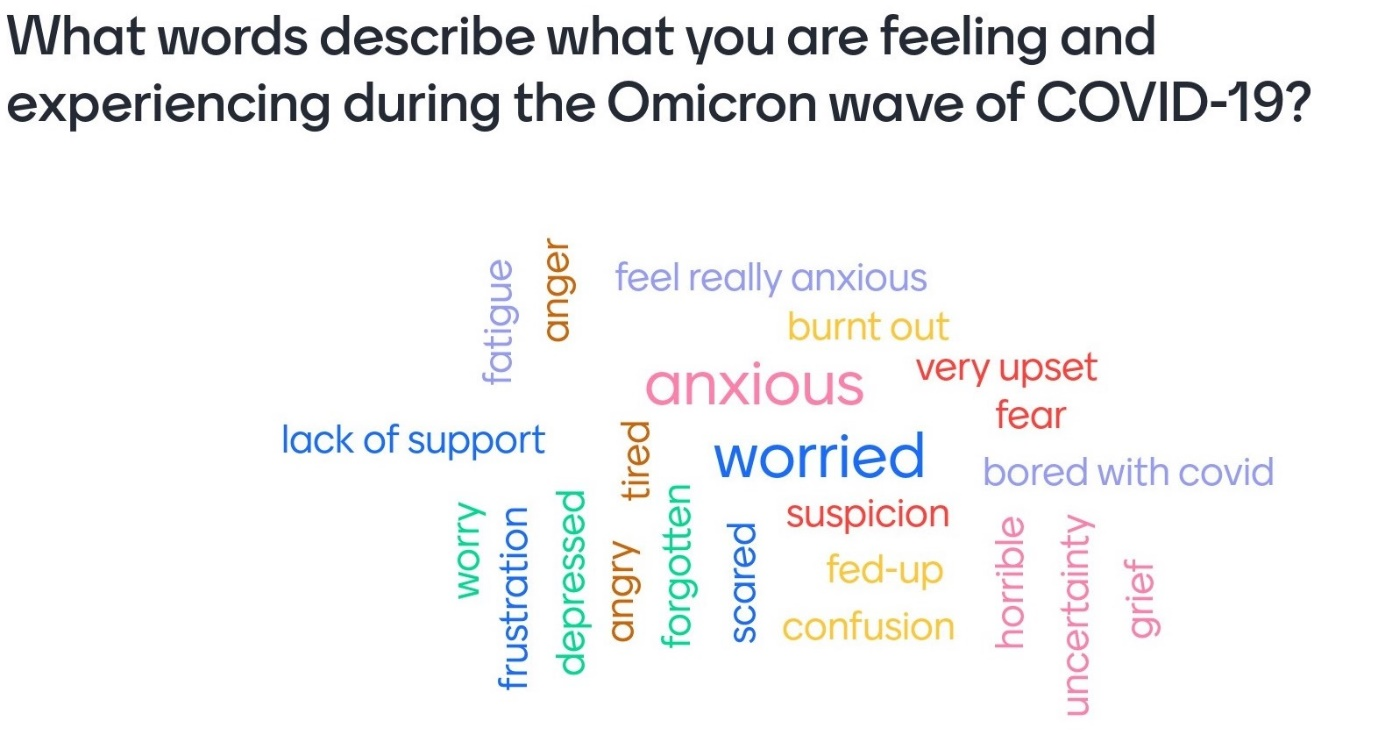 What words describe what you are feeling and
experiencing during the Omicron wave of COVID-19?
fatigue
anger
feel really anxious
burnt out
anxious
very upset
fear
lack of support
tired
worried
bored with covid
worry
frustration
depressed
angry
forgotten
scared
suspicion
fed-up
confusion
horrible
uncertainty
grief